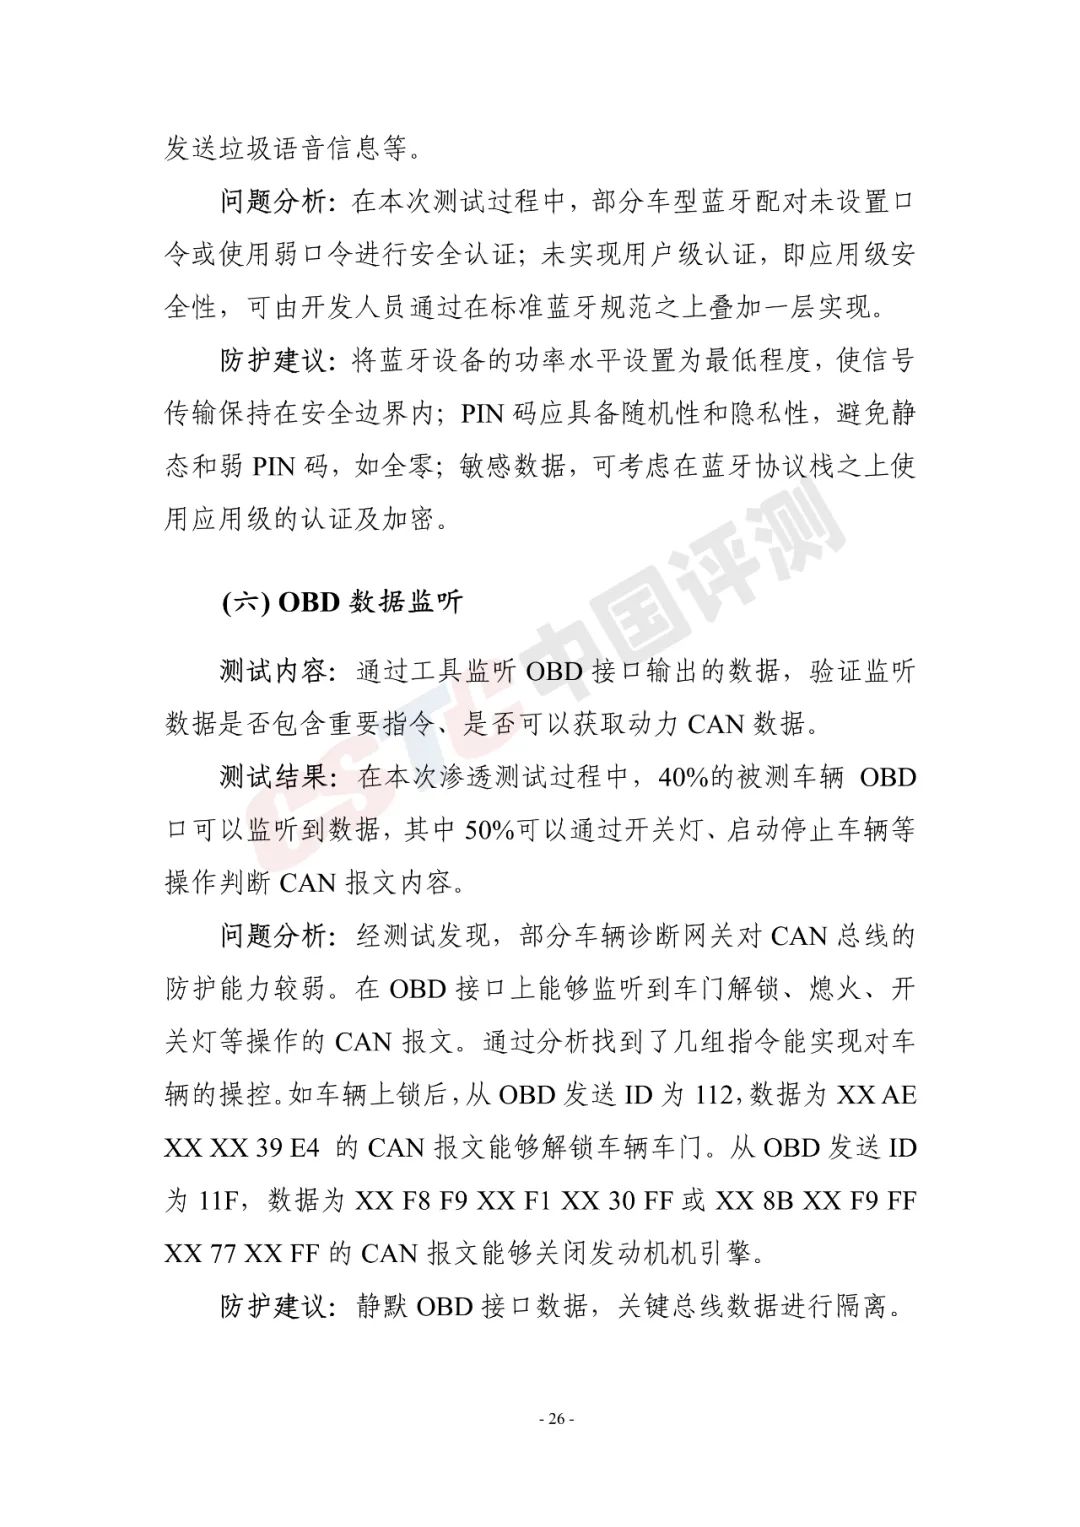 发送垃圾语音信息等。
问题分析：在本次测试过程中，部分车型蓝牙配对未设置口
令或使用弱口令进行安全认证；未实现用户级认证，即应用级安
全性，可由开发人员通过在标准蓝牙规范之上叠加一层实现。
防护建议：将蓝牙设备的功率水平设置为最低程度，使信号
传输保持在安全边界内；PIN 码应具备随机性和隐私性，避免静
态和弱 PIN 码，如全零；敏感数据，可考虑在蓝牙协议栈之上使
用应用级的认证及加密。
(六) OBD 数据监听
测试内容：通过工具监听 OBD 接口输出的数据，验证监听
数据是否包含重要指令、是否可以获取动力 CAN 数据。
测试结果：在本次渗透测试过程中，40%的被测车辆 OBD
口可以监听到数据，其中 50%可以通过开关灯、启动停止车辆等
操作判断 CAN 报文内容。
问题分析：经测试发现，部分车辆诊断网关对 CAN 总线的
防护能力较弱。在 OBD 接口上能够监听到车门解锁、熄火、开
关灯等操作的 CAN 报文。通过分析找到了几组指令能实现对车
辆的操控。如车辆上锁后，从 OBD 发送 ID 为 112，数据为 XX AE
XX XX 39 E4 的 CAN 报文能够解锁车辆车门。从 OBD 发送 ID
为 11F，数据为 XX F8 F9 XX F1 XX 30 FF 或 XX 8B XX F9 FF
XX 77 XX FF 的 CAN 报文能够关闭发动机机引擎。
防护建议：静默 OBD 接口数据，关键总线数据进行隔离。
CSTC 中国评测
- 26 -